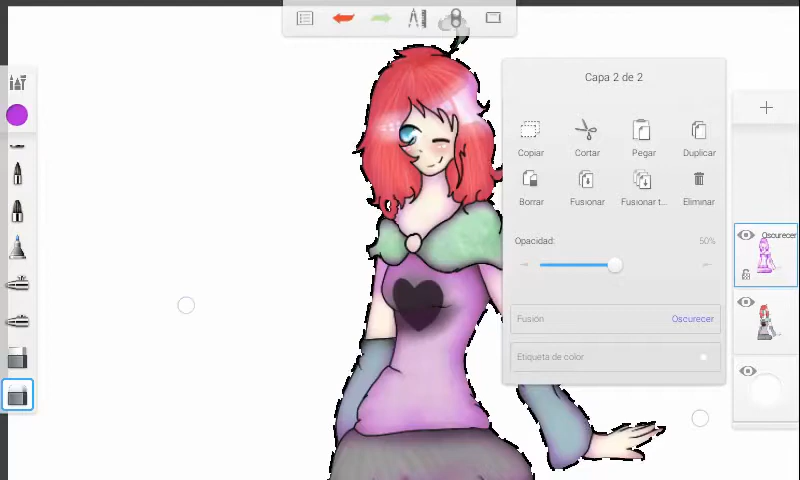 Capa 2 de 2
Copiar Cortar Pegar Duplicar
Borrar Fusionar Fusionar t... Eliminar
Opacidad: 50%
Fusión Oscurecer
Etiqueta de color
Oscurecer